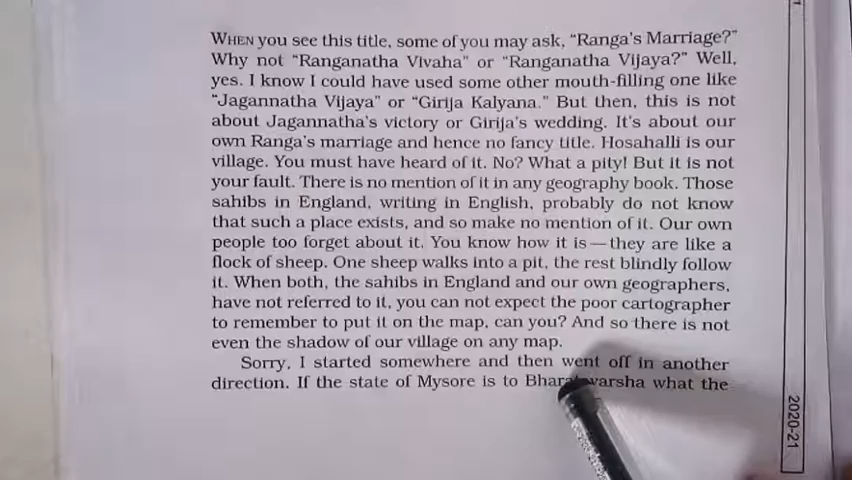 WHEN you see this title, some of you may ask, “Ranga’s Marriage?”
Why not “Ranganatha Vivaha” or “Ranganatha Vijaya?” Well,
yes. I know I could have used some other mouth-filling one like
“Jagannatha Vijaya” or “Girija Kalyana.” But then, this is not
about Jagannatha’s victory or Girija’s wedding. It’s about our
own Ranga’s marriage and hence no fancy title. Hosahalli is our
village. You must have heard of it. No? What a pity! But it is not
your fault. There is no mention of it in any geography book. Those
sahibs in England, writing in English, probably do not know
that such a place exists, and so make no mention of it. Our own
people too forget about it. You know how it is — they are like a
flock of sheep. One sheep walks into a pit, the rest blindly follow
it. When both, the sahibs in England and our own geographers,
have not referred to it, you can not expect the poor cartographer
to remember to put it on the map, can you? And so there is not
even the shadow of our village on any map.
Sorry, I started somewhere and then went off in another
direction. If the state of Mysore is to Bharatavarsha what the
2020-21